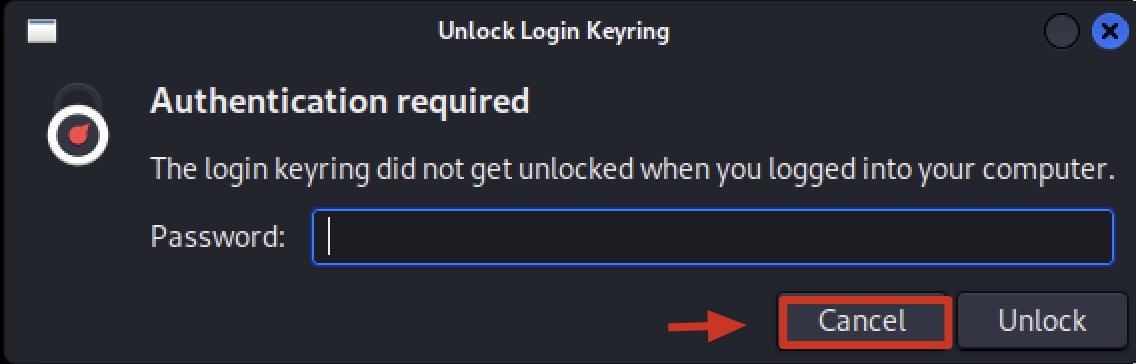 Unlock Login Keyring
Authentication required
The login keyring did not get unlocked when you logged into your computer.
Password:
Cancel
Unlock